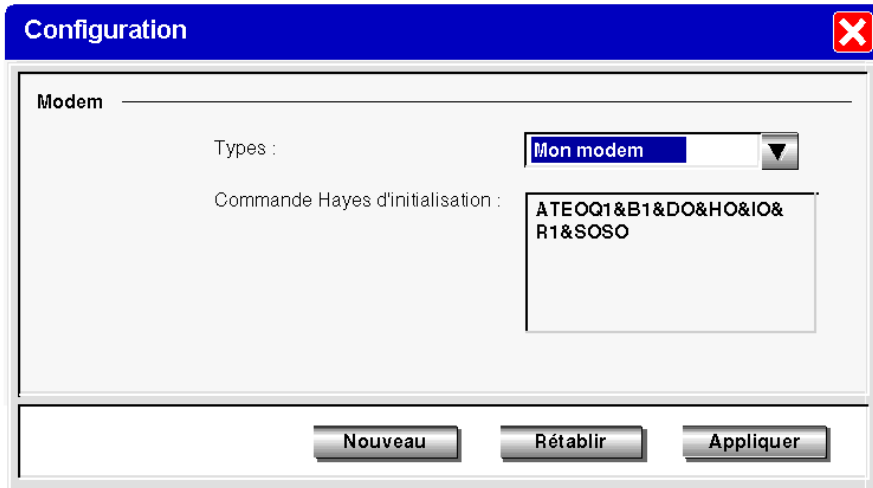 Configuration
Modem
Types :
Mon modem
Commande Hayes d'initialisation :
ATEOQ1&B1&DO&HO&IO&
R1&SOSO
Nouveau
Rétablir
Appliquer